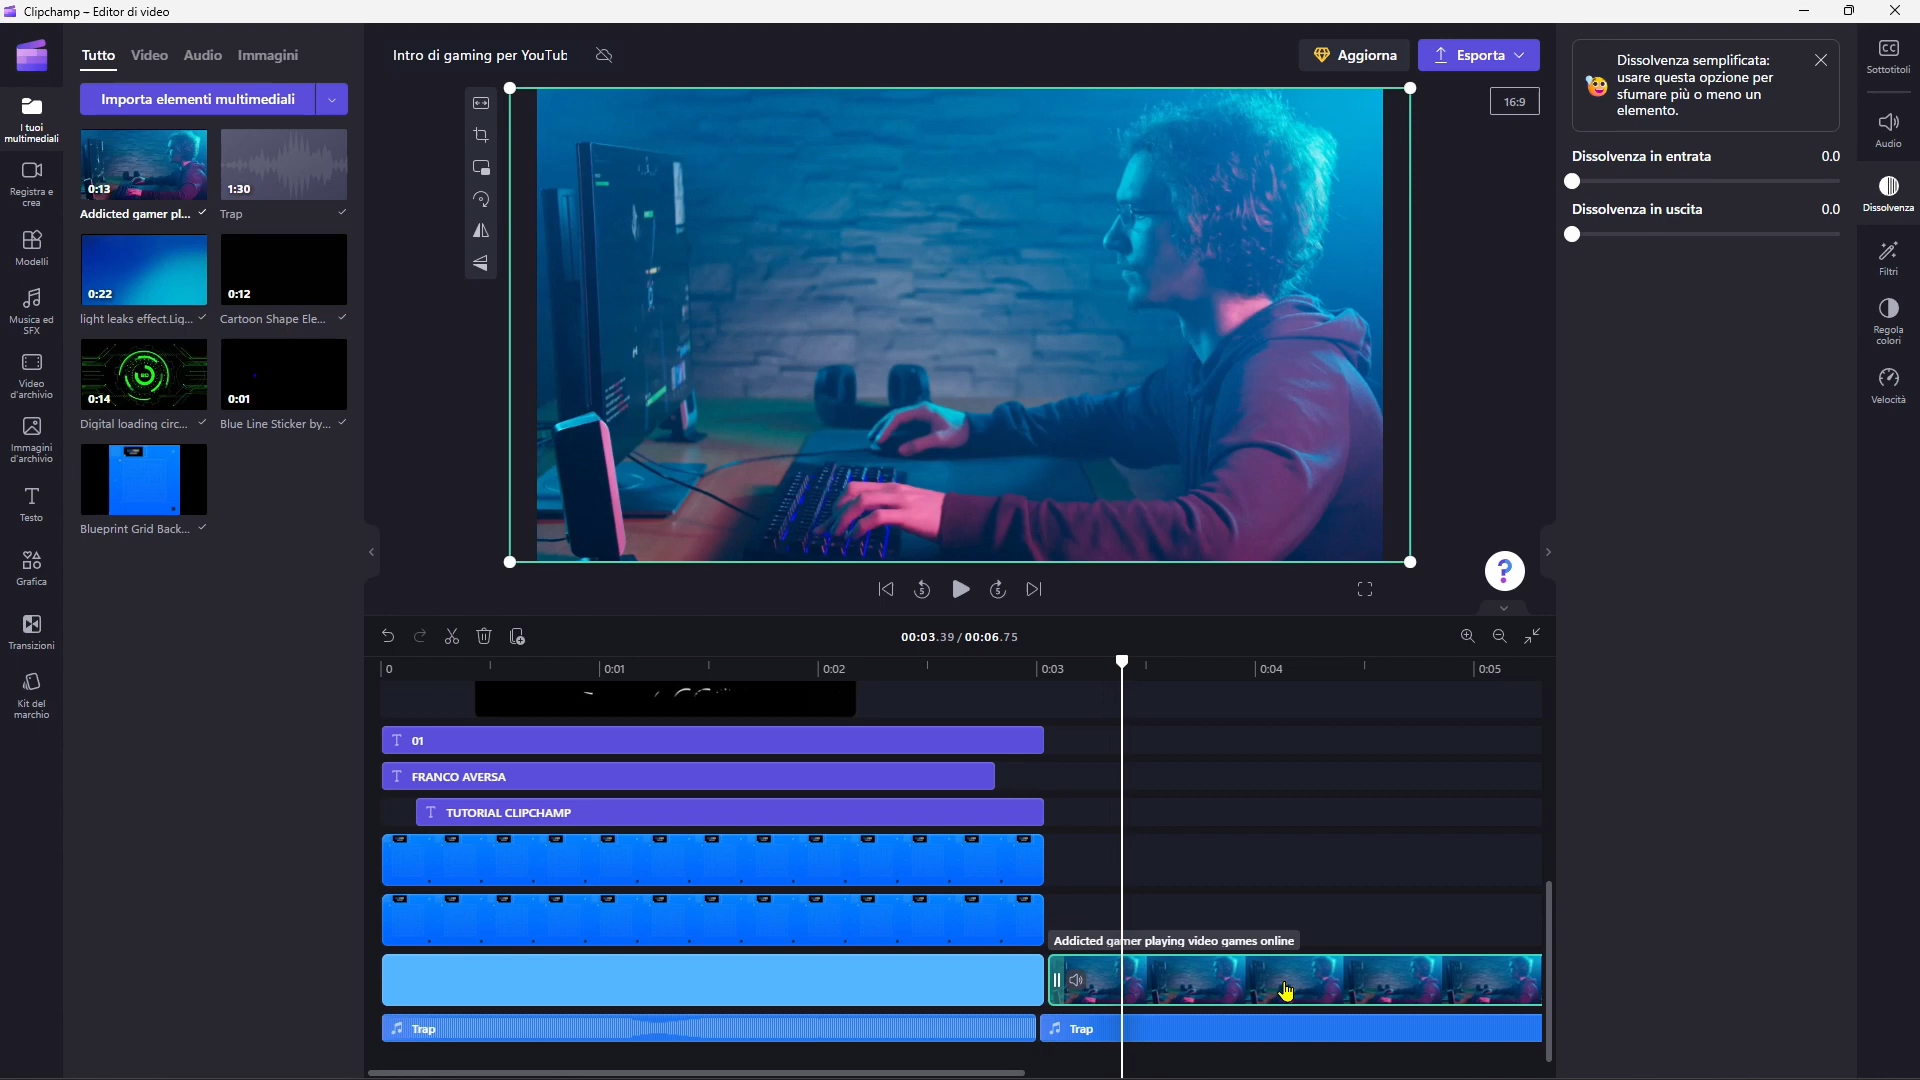 Clipchamp – Editor di video
Tutto Video Audio Immagini
Importa elementi multimediali
I tuoi
multimediali
Registra e
crea
Modelli
Musica ed
SFX
Video
d'archivio
Immagini
d'archivio
Testo
Grafica
Transizioni
Kit del
marchio
0:13
Addicted gamer pl...
1:30
Trap
0:22
light leaks effect.Lig...
0:12
Cartoon Shape Ele...
0:14
Digital loading circ...
0:01
Blue Line Sticker by...
Blueprint Grid Back...
Intro di gaming per YouTub
Aggiorna
Esporta
16:9
5
5
?
00:03.39 / 00:06.75
0 0:01 0:02 0:03 0:04 0:05
T 01
T FRANCO AVERSA
T TUTORIAL CLIPCHAMP
Addicted gamer playing video games online
Trap
Trap
Dissolvenza semplificata:
usare questa opzione per
sfumare più o meno un
elemento.
Dissolvenza in entrata 0.0
Dissolvenza in uscita 0.0
CC
Sottotitoli
Audio
Dissolvenza
Filtri
Regola
colori
Velocità